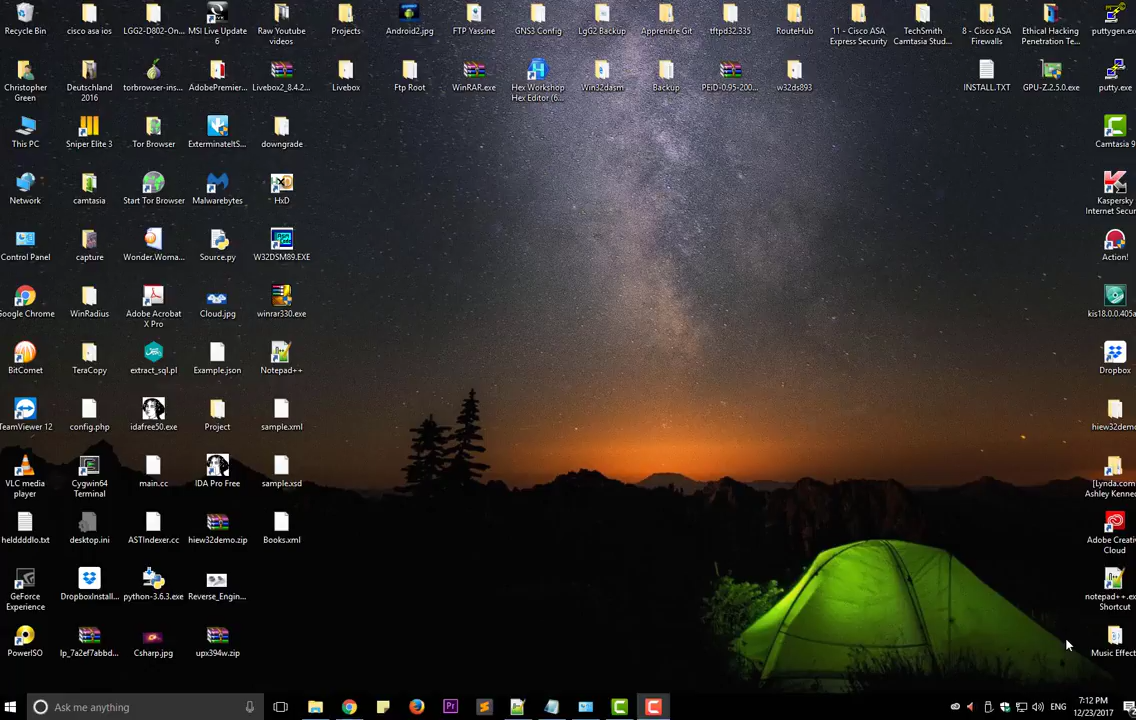 Recycle Bin
cisco asa ios
LGG2-D802-On...
MSI Live Update
6
Raw Youtube
videos
Projects
Android2.jpg
FTP Yassine
GNS3 Config
LgG2 Backup
Apprendre Git
tftpd32.335
RouteHub
11 - Cisco ASA
Express Security
TechSmith
Camtasia Stud...
8 - Cisco ASA
Firewalls
Ethical Hacking
Penetration Te...
puttygen.exe
Christopher
Green
Deutschland
2016
torbrowser-ins...
AdobePremier...
Livebox2_8.4.2...
Livebox
Ftp Root
WinRAR.exe
Hex Workshop
Hex Editor (6...
Win32dasm
Backup
PEiD-0.95-200...
w32ds893
INSTALL.TXT
GPU-Z.2.5.0.exe
putty.exe
This PC
Sniper Elite 3
Tor Browser
ExterminateItS...
downgrade
Camtasia 9
Network
camtasia
Start Tor Browser
Malwarebytes
HxD
Kaspersky
Internet Secur
Control Panel
capture
Wonder.Woma...
Source.py
W32DSM89.EXE
Action!
Google Chrome
WinRadius
Adobe Acrobat
X Pro
Cloud.jpg
winrar330.exe
kis18.0.0.405a
BitComet
TeraCopy
extract_sql.pl
Example.json
Notepad++
Dropbox
TeamViewer 12
config.php
idafree50.exe
Project
sample.xml
hiew32demo
VLC media
player
Cygwin64
Terminal
main.cc
IDA Pro Free
sample.xsd
[Lynda.com
Ashley Kenned
helddddlo.txt
desktop.ini
ASTIndexer.cc
hiew32demo.zip
Books.xml
Adobe Creati
Cloud
GeForce
Experience
DropboxInstall...
python-3.6.3.exe
Reverse_Engin...
notepad++.ex
Shortcut
PowerISO
lp_7a2ef7abbd...
Csharp.jpg
upx394w.zip
Music Effect
Ask me anything
ENG
7:12 PM
12/23/2017